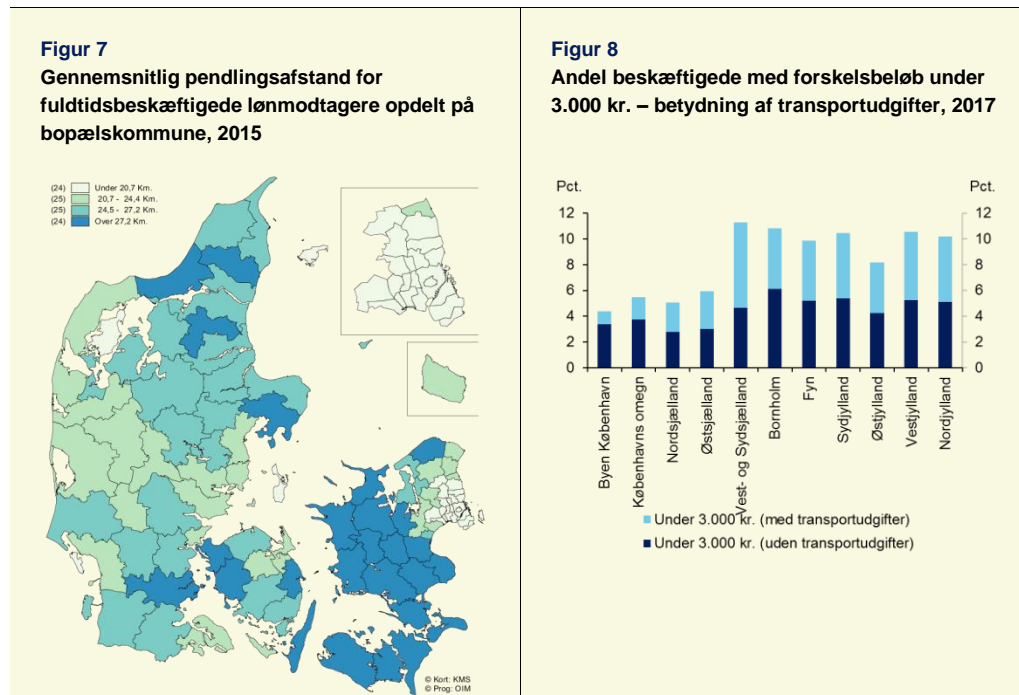 Figur 7
Gennemsnitlig pendlingsafstand for
fuldtidsbeskæftigede lønmodtagere opdelt på
bopælskommune, 2015
(24) Under 20,7 Km.
(25) 20,7 - 24,4 Km.
(25) 24,5 - 27,2 Km.
(24) Over 27,2 Km.
© Kort: KMS
© Prog: OIM
Figur 8
Andel beskæftigede med forskelsbeløb under
3.000 kr. – betydning af transportudgifter, 2017
Pct. Pct.
12 12
10 10
8 8
6 6
4 4
2 2
0 0
Byen København
Københavns omegn
Nordsjælland
Østsjælland
Vest- og Sydsjælland
Bornholm
Fyn
Sydjylland
Østjylland
Vestjylland
Nordjylland
Under 3.000 kr. (med transportudgifter)
Under 3.000 kr. (uden transportudgifter)